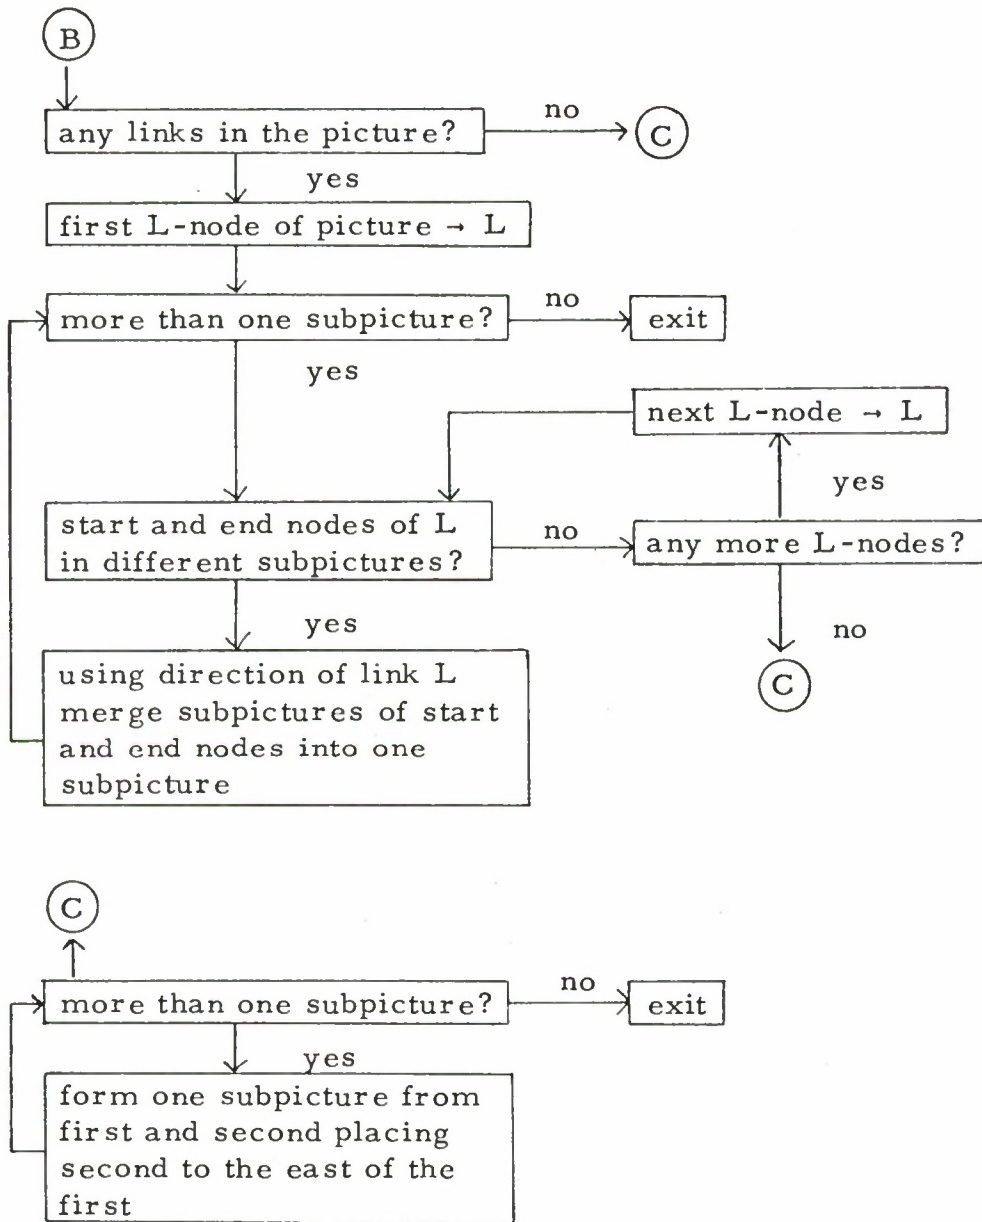 B
any links in the picture?
no
C
yes
first L-node of picture → L
more than one subpicture?
no
exit
yes
next L-node → L
yes
start and end nodes of L
in different subpictures?
no
any more L-nodes?
yes
no
C
using direction of link L
merge subpictures of start
and end nodes into one
subpicture
C
more than one subpicture?
no
exit
yes
form one subpicture from
first and second placing
second to the east of the
first